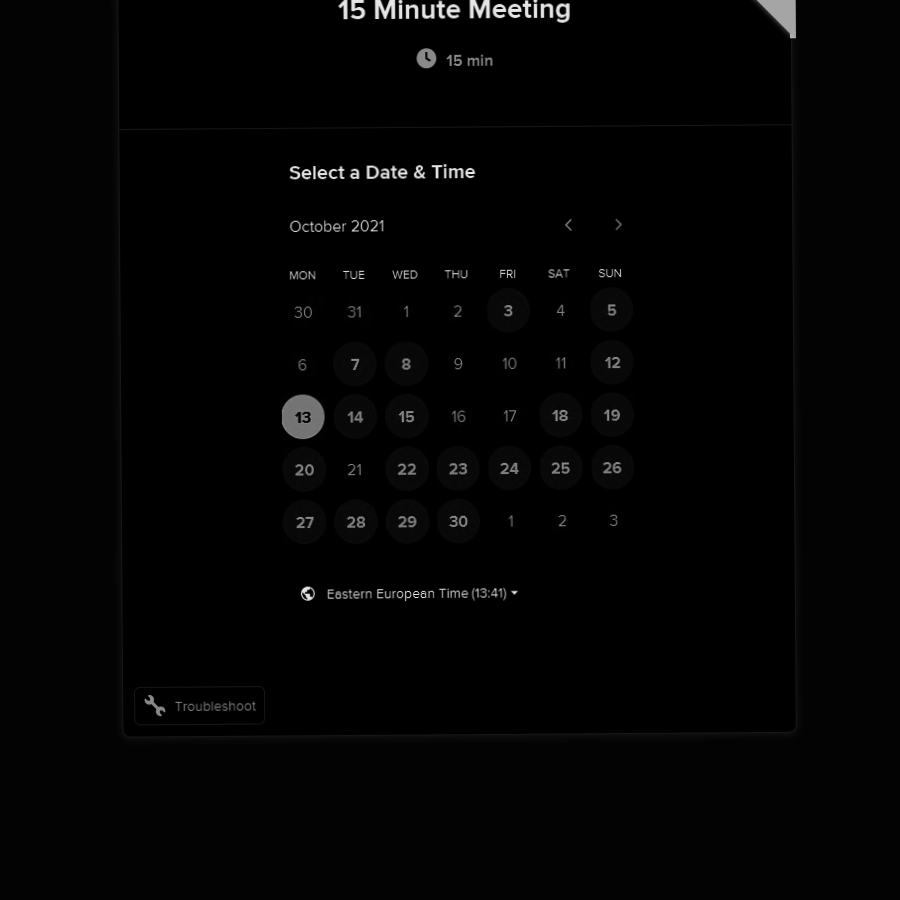 15 Minute Meeting
15 min
Select a Date & Time
October 2021
MON TUE WED THU FRI SAT SUN
30 31 1 2 3 4 5
6 7 8 9 10 11 12
13 14 15 16 17 18 19
20 21 22 23 24 25 26
27 28 29 30 1 2 3
Eastern European Time (13:41)
Troubleshoot